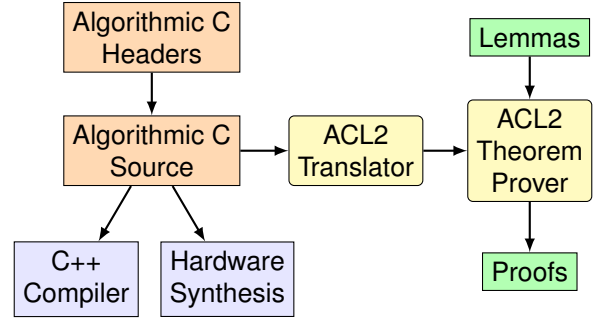 Algorithmic C
Headers
Lemmas
Algorithmic C
Source
ACL2
Translator
ACL2
Theorem
Prover
C++
Compiler
Hardware
Synthesis
Proofs